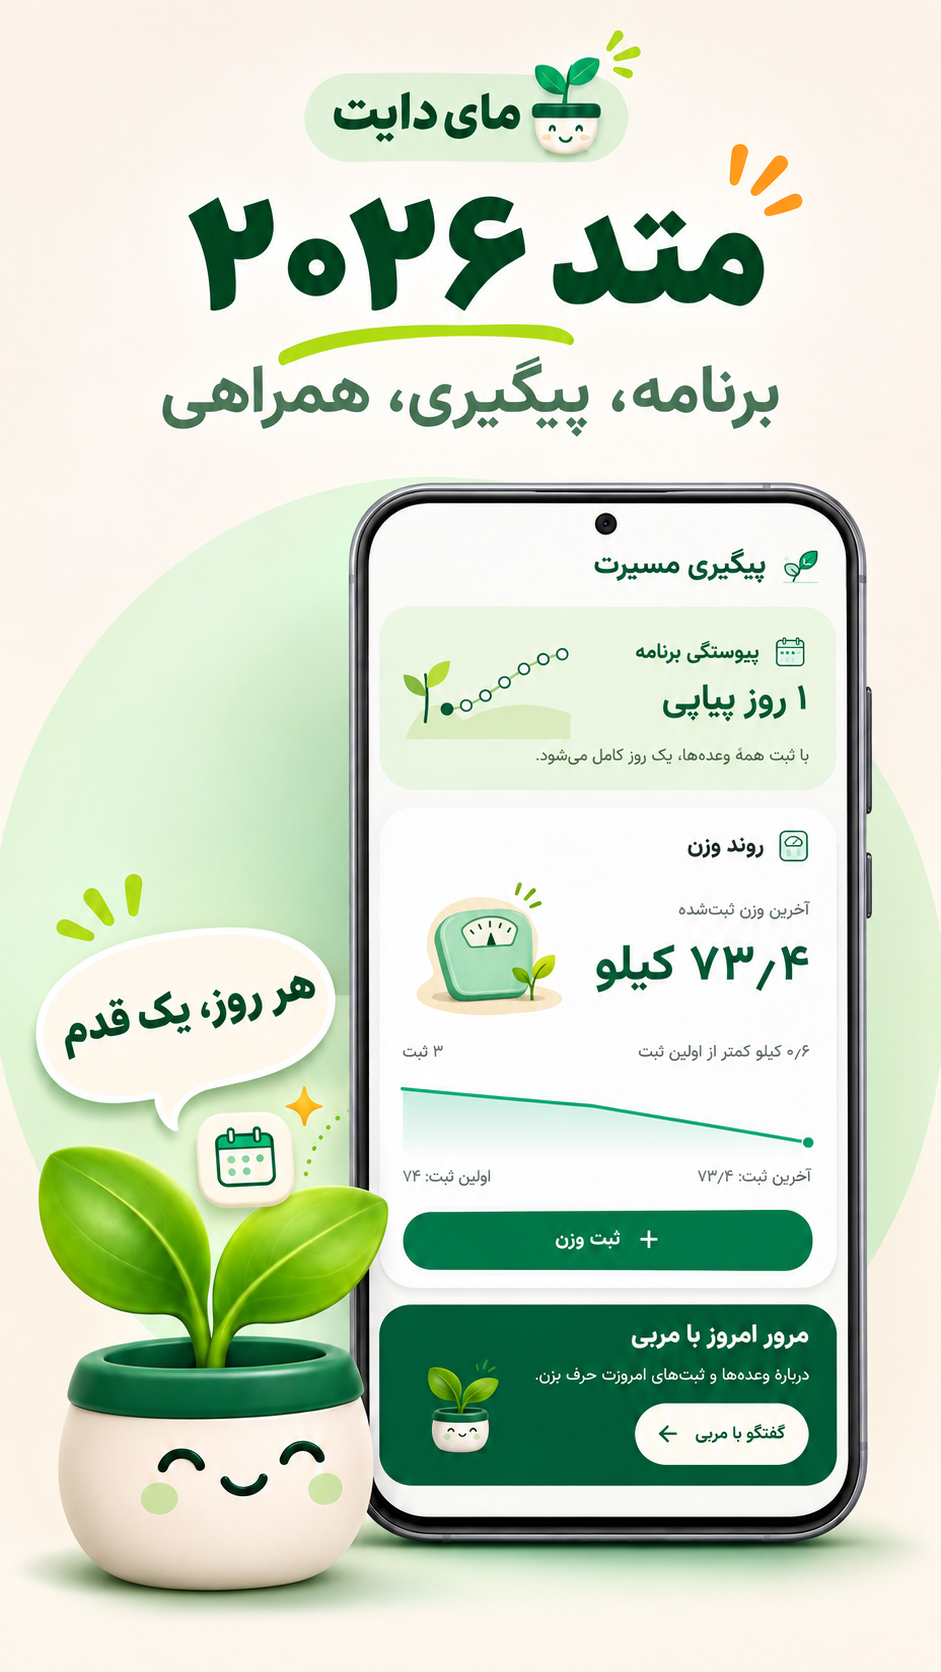 مای دایت
متد ۲۰۲۶
برنامه، پیگیری، همراهی
پیگیری مسیرت
پیوستگی برنامه
۱ روز پیاپی
با ثبت همهٔ وعده‌ها، یک روز کامل می‌شود.
روند وزن
آخرین وزن ثبت‌شده
۷۳٫۴ کیلو
۰٫۶ کیلو کمتر از اولین ثبت
۳ ثبت
آخرین ثبت: ۷۳٫۴
اولین ثبت: ۷۴
+ ثبت وزن
مرور امروز با مربی
دربارهٔ وعده‌ها و ثبت‌های امروزت حرف بزن.
گفتگو با مربی ←
هر روز، یک قدم